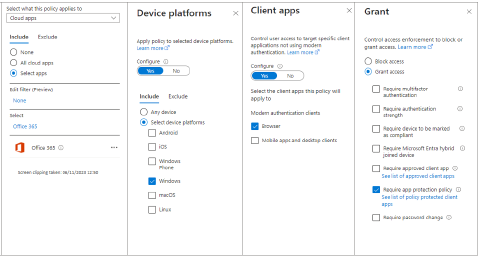 Select what this policy applies to
Cloud apps
Include Exclude
None
All cloud apps
Select apps
Edit filter (Preview)
None
Select
Office 365
Office 365
Screen clipping taken: 06/11/2023 12:50
Device platforms
Apply policy to selected device platforms.
Learn more
Configure
Yes No
Include Exclude
Any device
Select device platforms
Android
iOS
Windows
Phone
Windows
macOS
Linux
Client apps
Control user access to target specific client
applications not using modern
authentication. Learn more
Configure
Yes No
Select the client apps this policy will
apply to
Modern authentication clients
Browser
Mobile apps and desktop clients
Grant
Control access enforcement to block or
grant access. Learn more
Block access
Grant access
Require multifactor
authentication
Require authentication
strength
Require device to be marked
as compliant
Require Microsoft Entra hybrid
joined device
Require approved client app
See list of approved client apps
Require app protection policy
See list of policy protected client
apps
Require password change